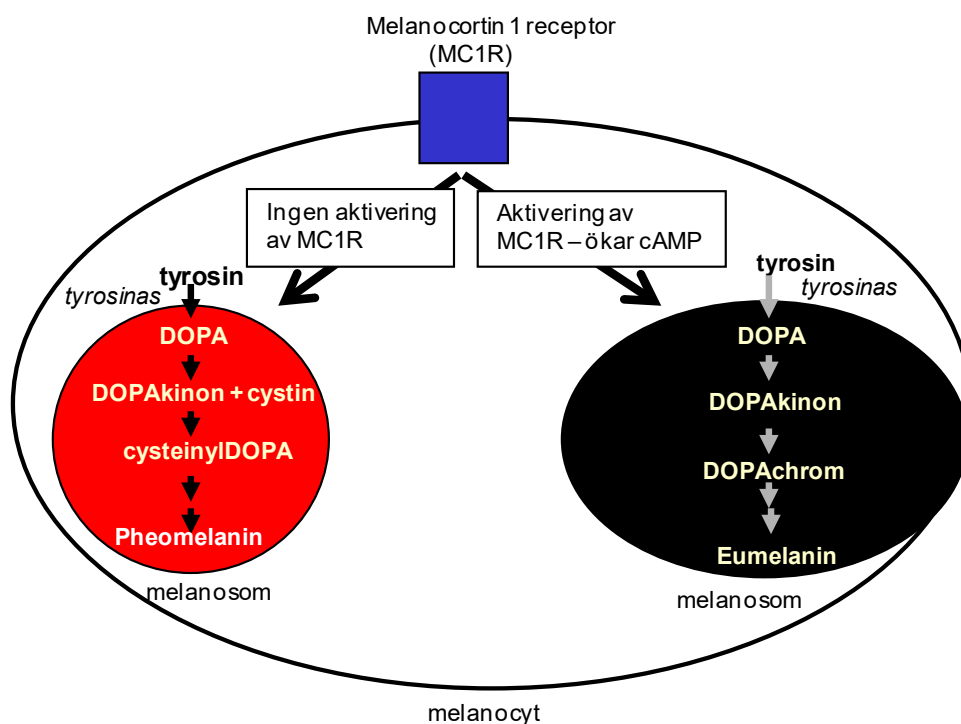 Melanocortin 1 receptor
(MC1R)
Ingen aktivering
av MC1R
Aktivering av
MC1R – ökar cAMP
tyrosin
tyrosinas
DOPA
DOPAkinon + cystin
cysteinylDOPA
Pheomelanin
melanosom
tyrosin
tyrosinas
DOPA
DOPAkinon
DOPAchrom
Eumelanin
melanosom
melanocyt